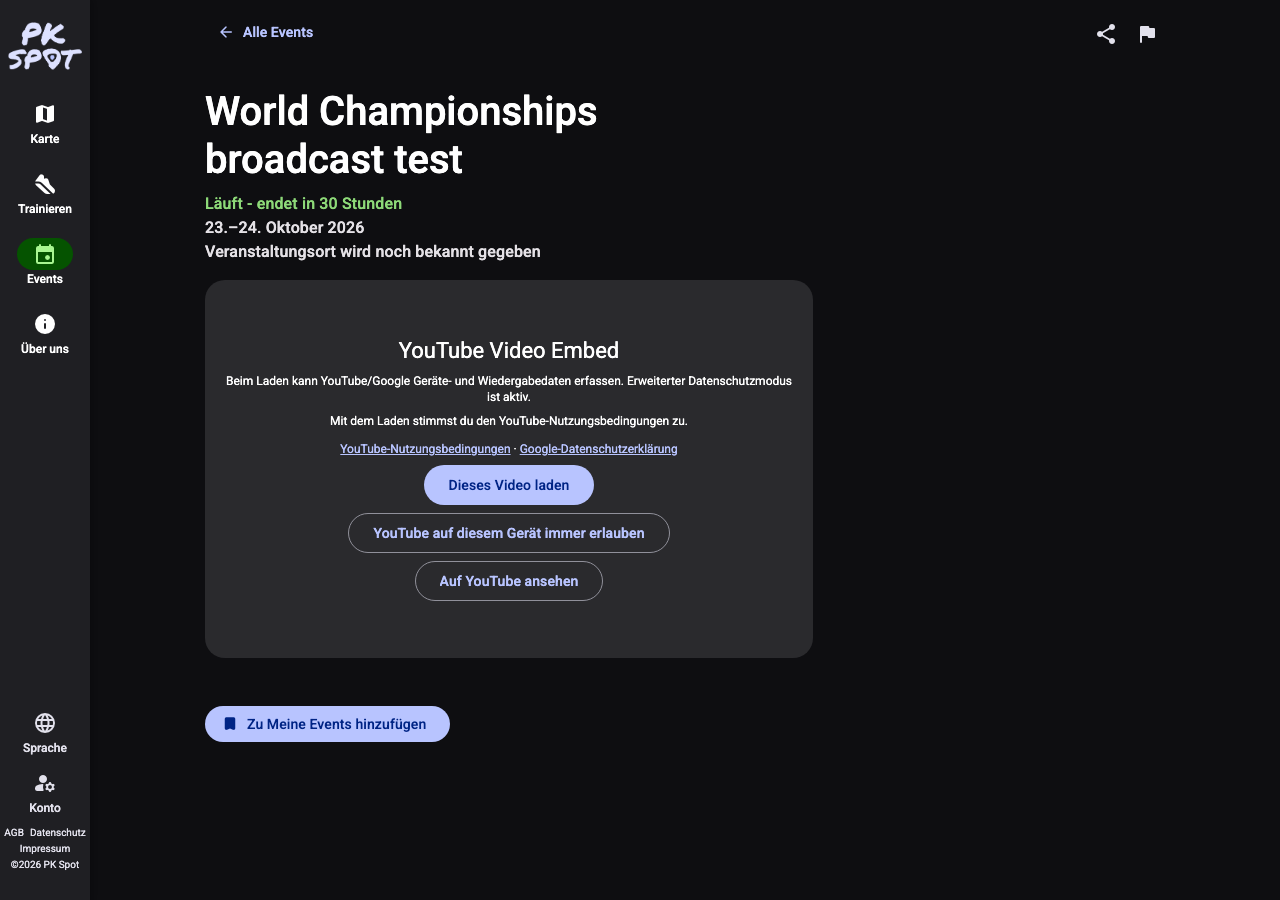 PK
SPOT
Karte
Trainieren
Events
Über uns
Sprache
Konto
AGB Datenschutz
Impressum
©2026 PK Spot
Alle Events
World Championships
broadcast test
Läuft - endet in 30 Stunden
23.–24. Oktober 2026
Veranstaltungsort wird noch bekannt gegeben
YouTube Video Embed
Beim Laden kann YouTube/Google Geräte- und Wiedergabedaten erfassen. Erweiterter Datenschutzmodus
ist aktiv.
Mit dem Laden stimmst du den YouTube-Nutzungsbedingungen zu.
YouTube-Nutzungsbedingungen · Google-Datenschutzerklärung
Dieses Video laden
YouTube auf diesem Gerät immer erlauben
Auf YouTube ansehen
Zu Meine Events hinzufügen